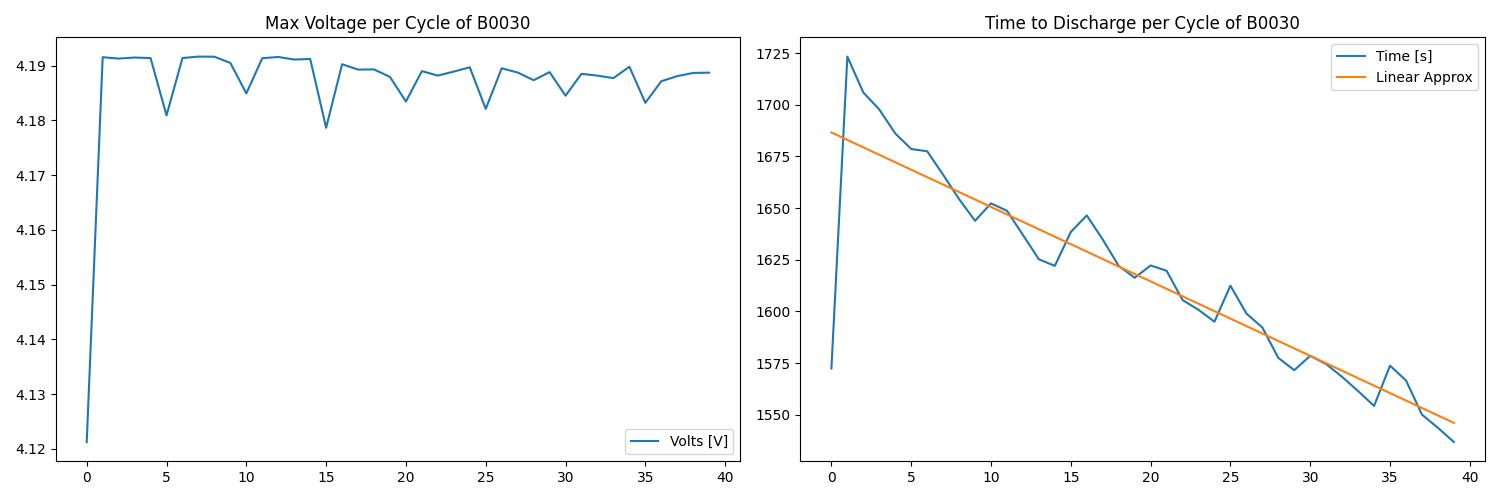 Max Voltage per Cycle of B0030
4.19
4.18
4.17
4.16
4.15
4.14
4.13
4.12
0 5 10 15 20 25 30 35 40
Volts [V]
Time to Discharge per Cycle of B0030
1725
1700
1675
1650
1625
1600
1575
1550
0 5 10 15 20 25 30 35 40
Time [s]
Linear Approx